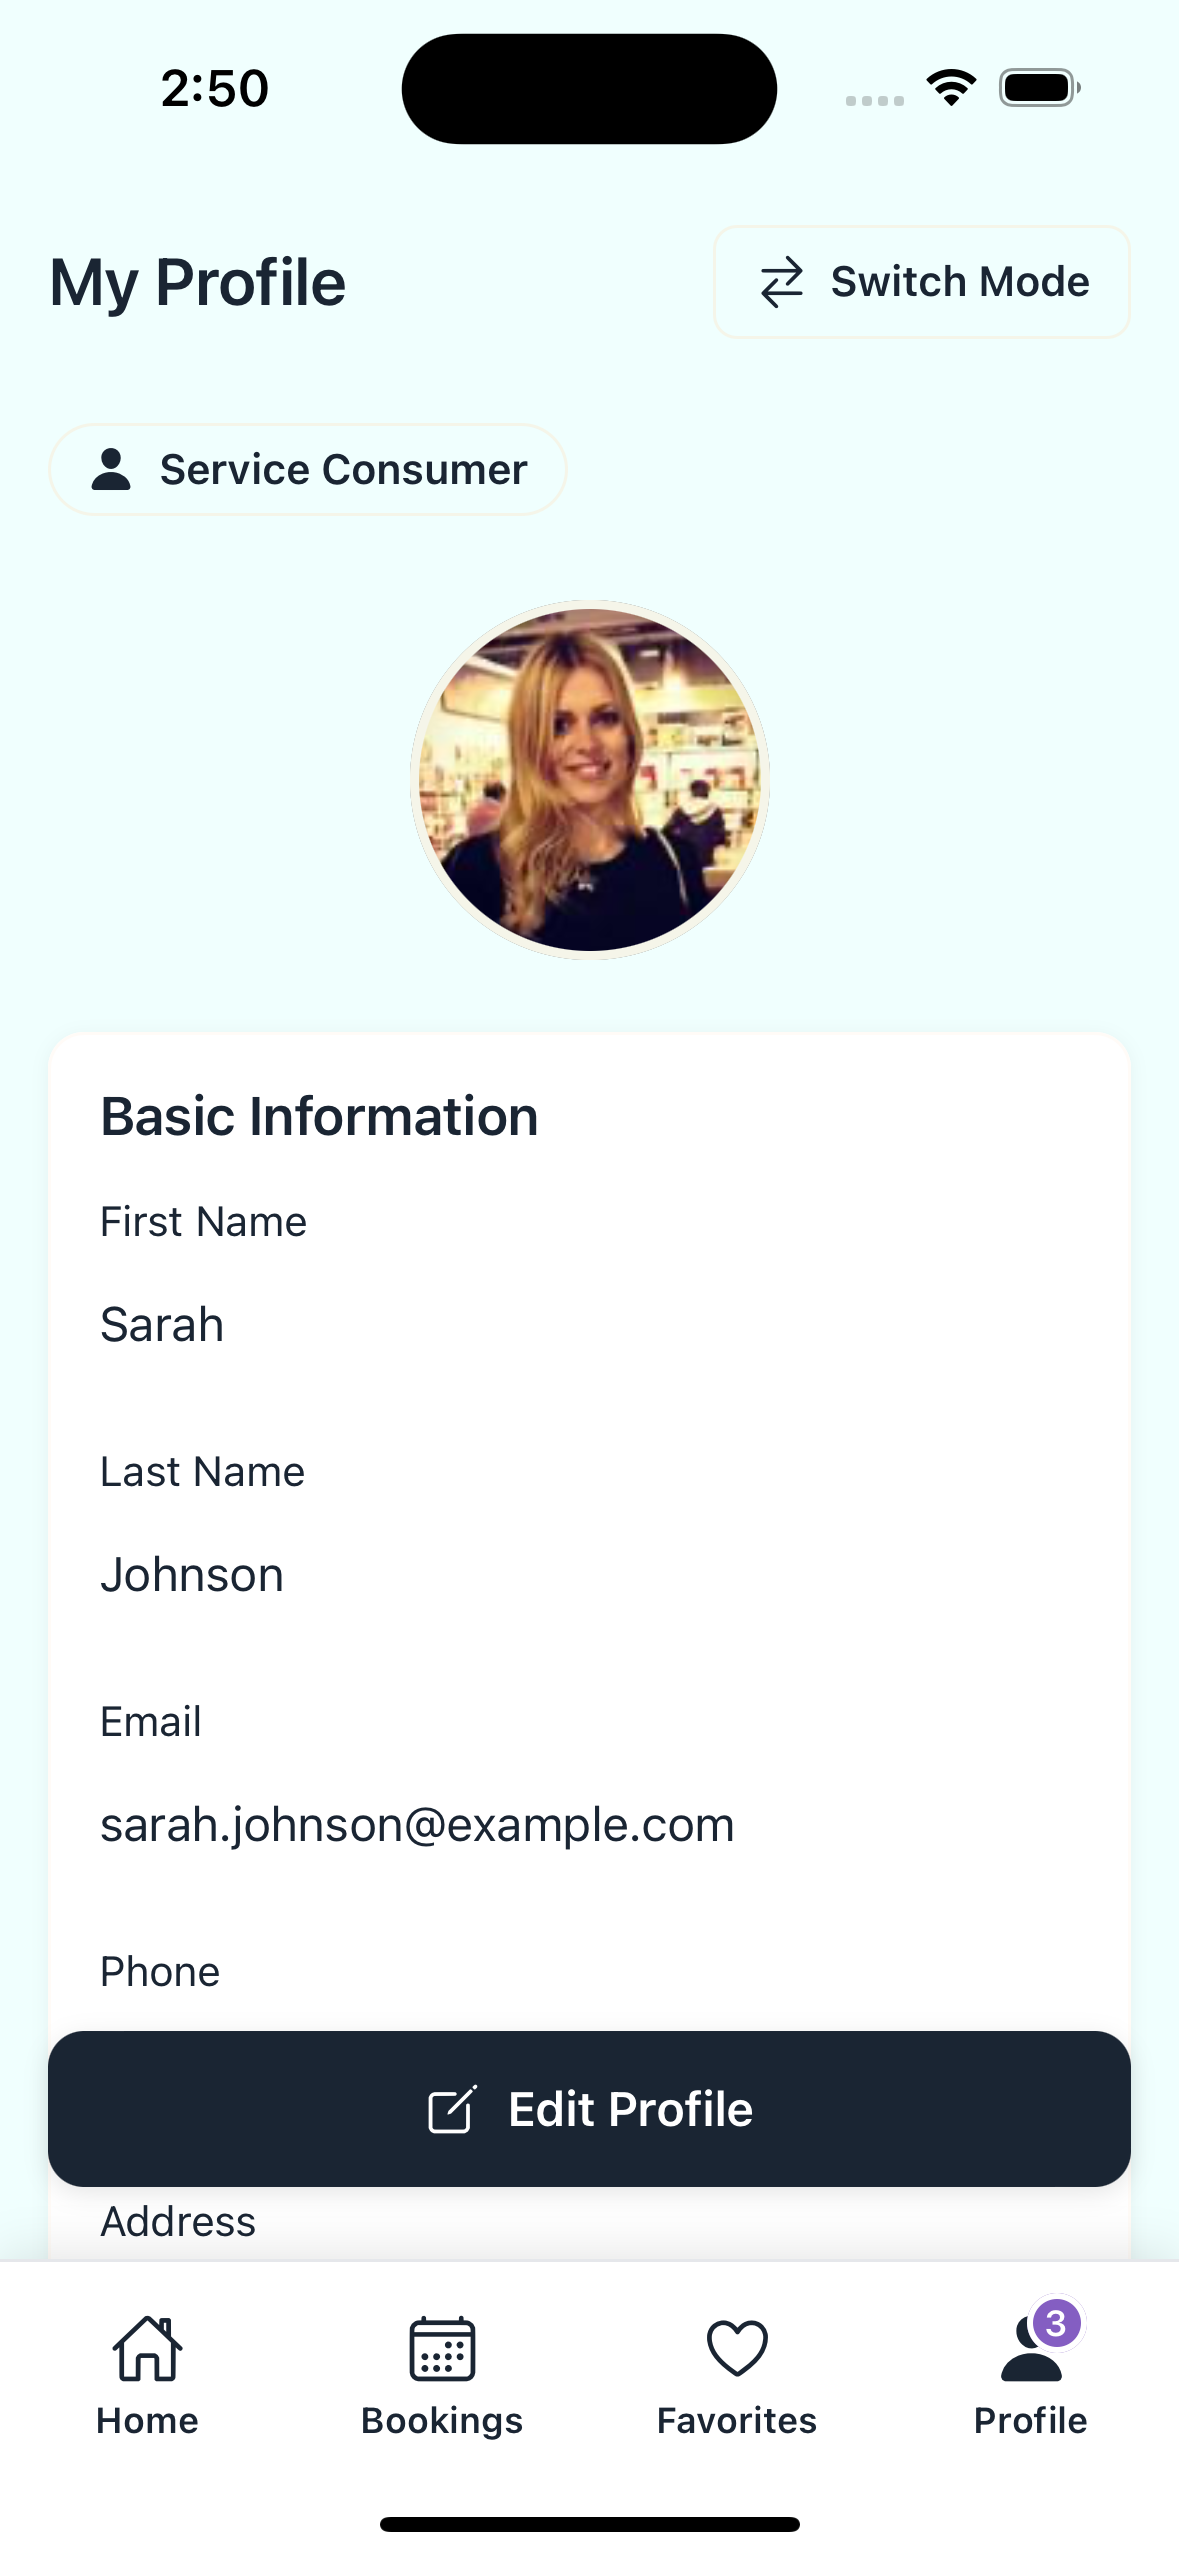 2:50
My Profile
Switch Mode
Service Consumer
Basic Information
First Name
Sarah
Last Name
Johnson
Email
sarah.johnson@example.com
Phone
Edit Profile
Address
3
Home
Bookings
Favorites
Profile